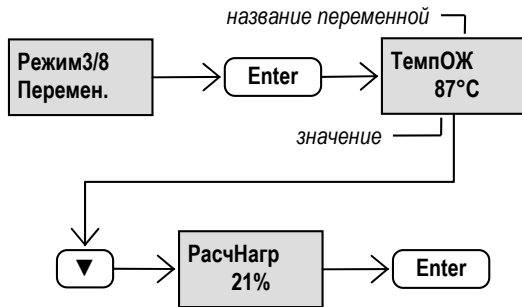 название переменной
Режим3/8
Перемен.
Enter
ТемпОЖ
87°C
значение
▼
РасчНагр
21%
Enter